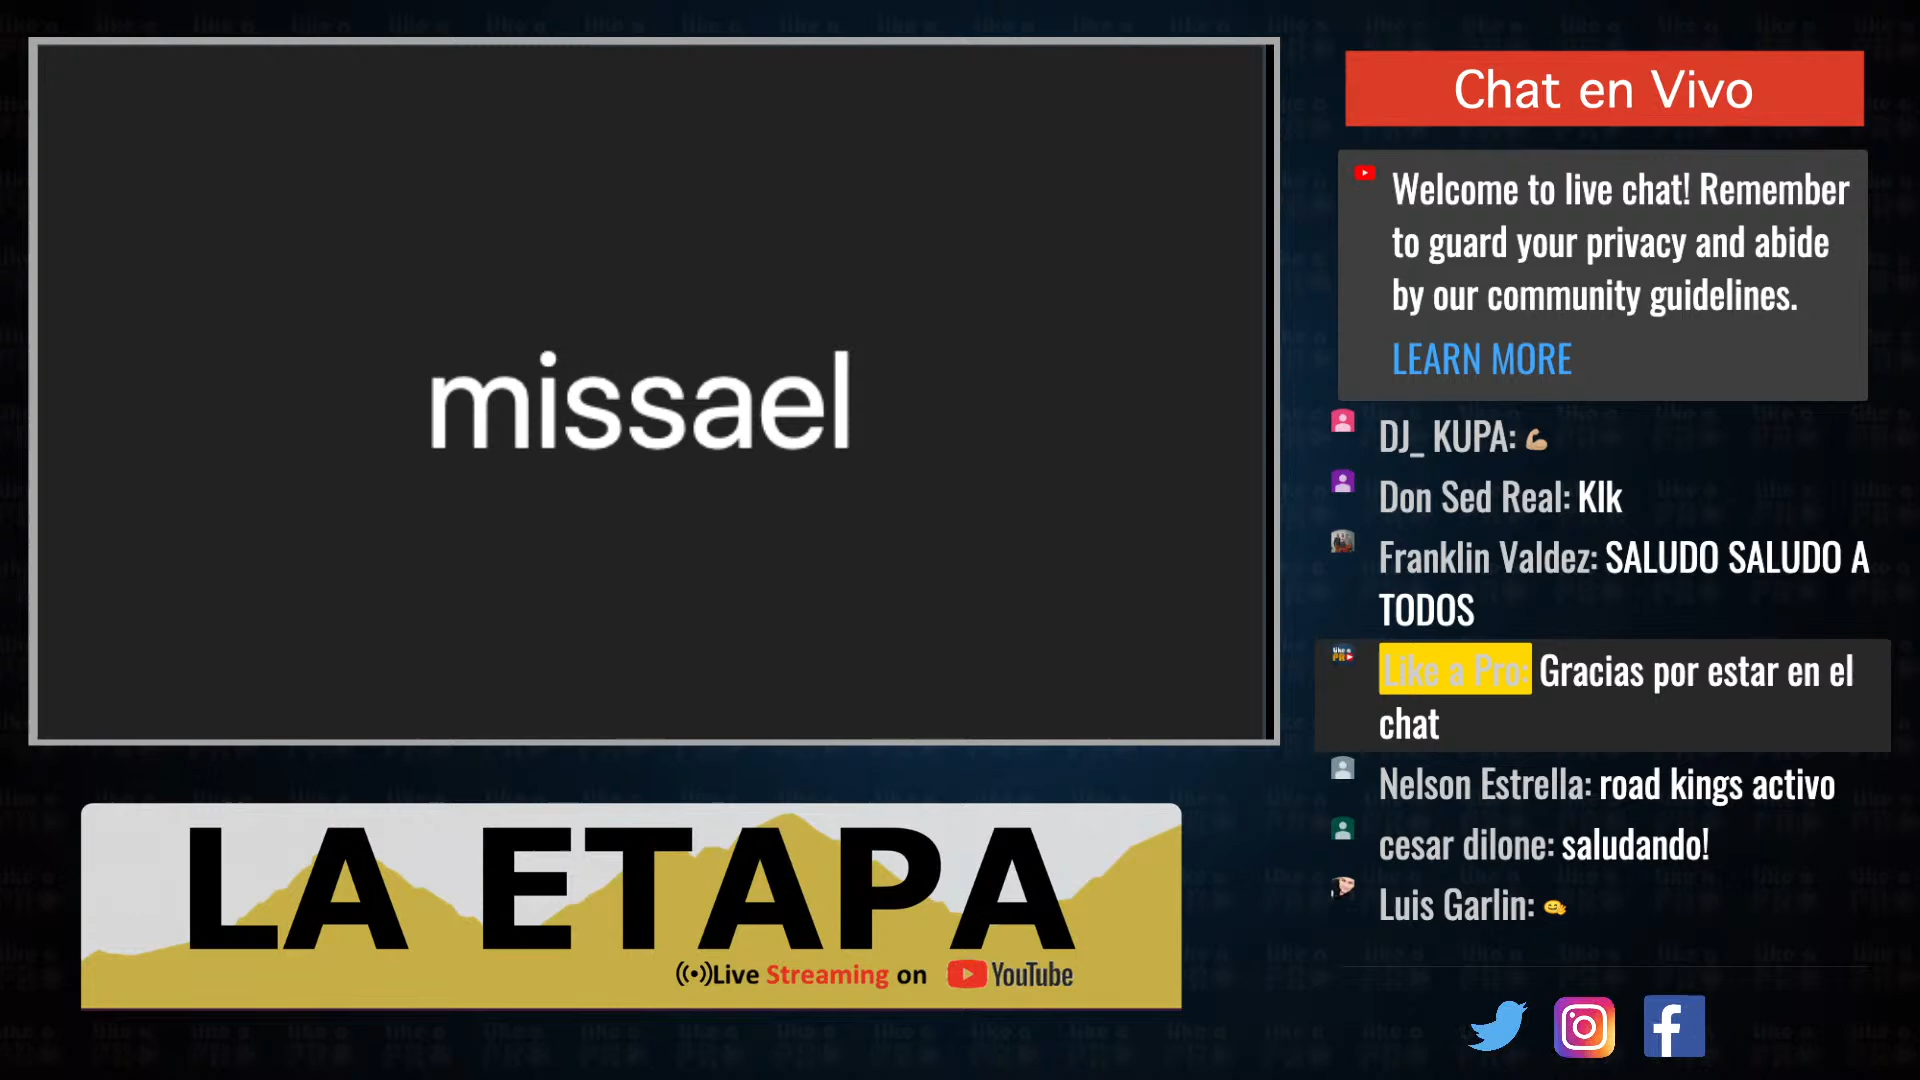 missael
LA ETAPA
((•))Live Streaming on YouTube
Chat en Vivo
Welcome to live chat! Remember
to guard your privacy and abide
by our community guidelines.
LEARN MORE
DJ_ KUPA: 💪🏼
Don Sed Real: Klk
Franklin Valdez: SALUDO SALUDO A
TODOS
Like a Pro: Gracias por estar en el
chat
Nelson Estrella: road kings activo
cesar dilone: saludando!
Luis Garlin: